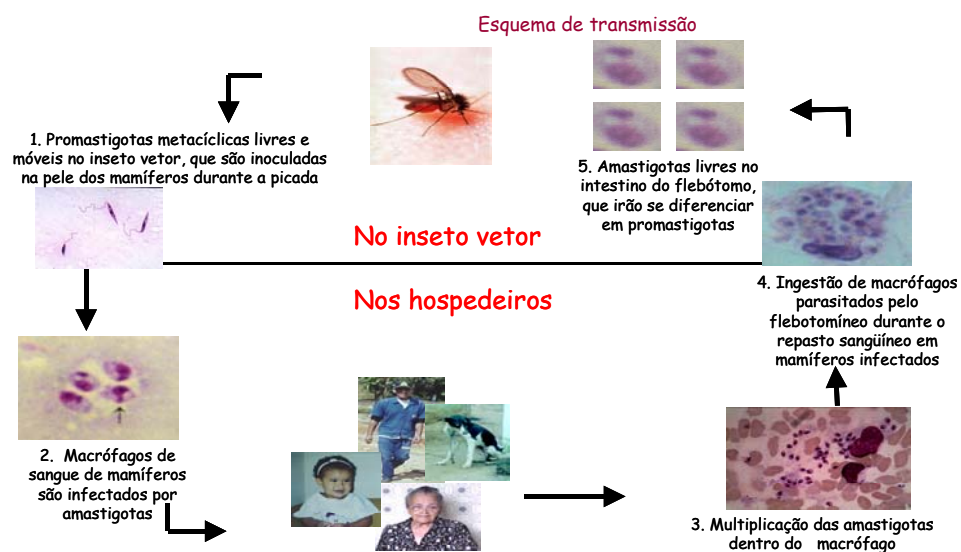 Esquema de transmissão
1. Promastigotas metacíclicas livres e
móveis no inseto vetor, que são inoculadas
na pele dos mamíferos durante a picada
5. Amastigotas livres no
intestino do flebótomo,
que irão se diferenciar
em promastigotas
No inseto vetor
Nos hospedeiros
4. Ingestão de macrófagos
parasitados pelo
flebotomíneo durante o
repasto sangüíneo em
mamíferos infectados
2. Macrófagos de
sangue de mamíferos
são infectados por
amastigotas
3. Multiplicação das amastigotas
dentro do macrófago